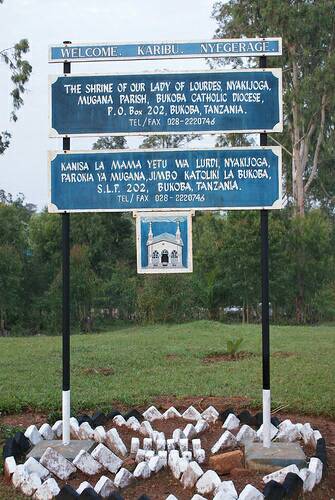 WELCOME. KARIBU. NYEGERAGE.
THE SHRINE OF OUR LADY OF LOURDES, NYAKIJOGA,
MUGANA PARISH, BUKOBA CATHOLIC DIOCESE,
P.O. Box 202, BUKOBA, TANZANIA.
TEL/FAX 028-2220746
KANISA LA MAMA YETU WA LURDI, NYAKIJOGA,
PAROKIA YA MUGANA, JIMBO KATOLIKI LA BUKOBA,
S.L.P. 202, BUKOBA, TANZANIA.
TEL/FAX 028-2220746